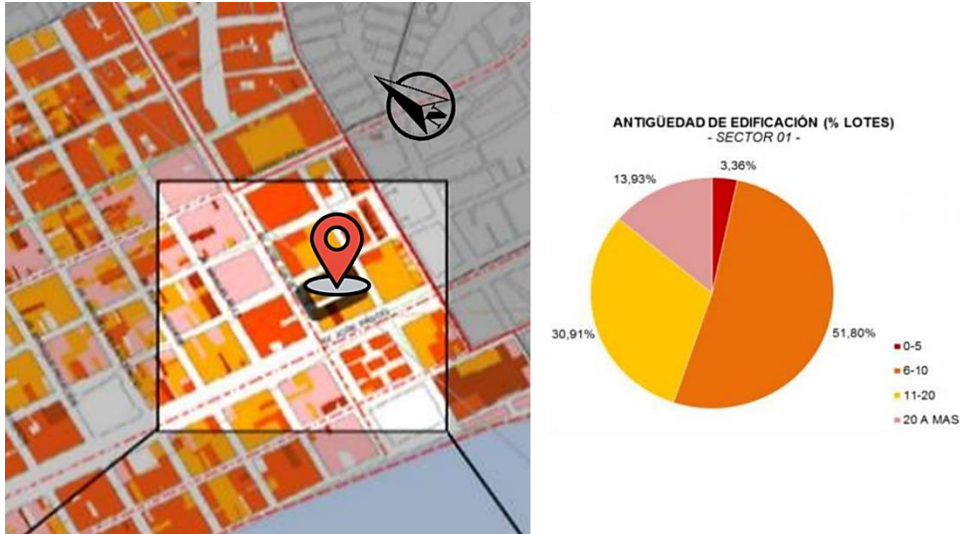 ANTIGÜEDAD DE EDIFICACIÓN (% LOTES)
- SECTOR 01 -
3,36%
13,93%
30,91%
51,80%
0-5
6-10
11-20
20 A MAS